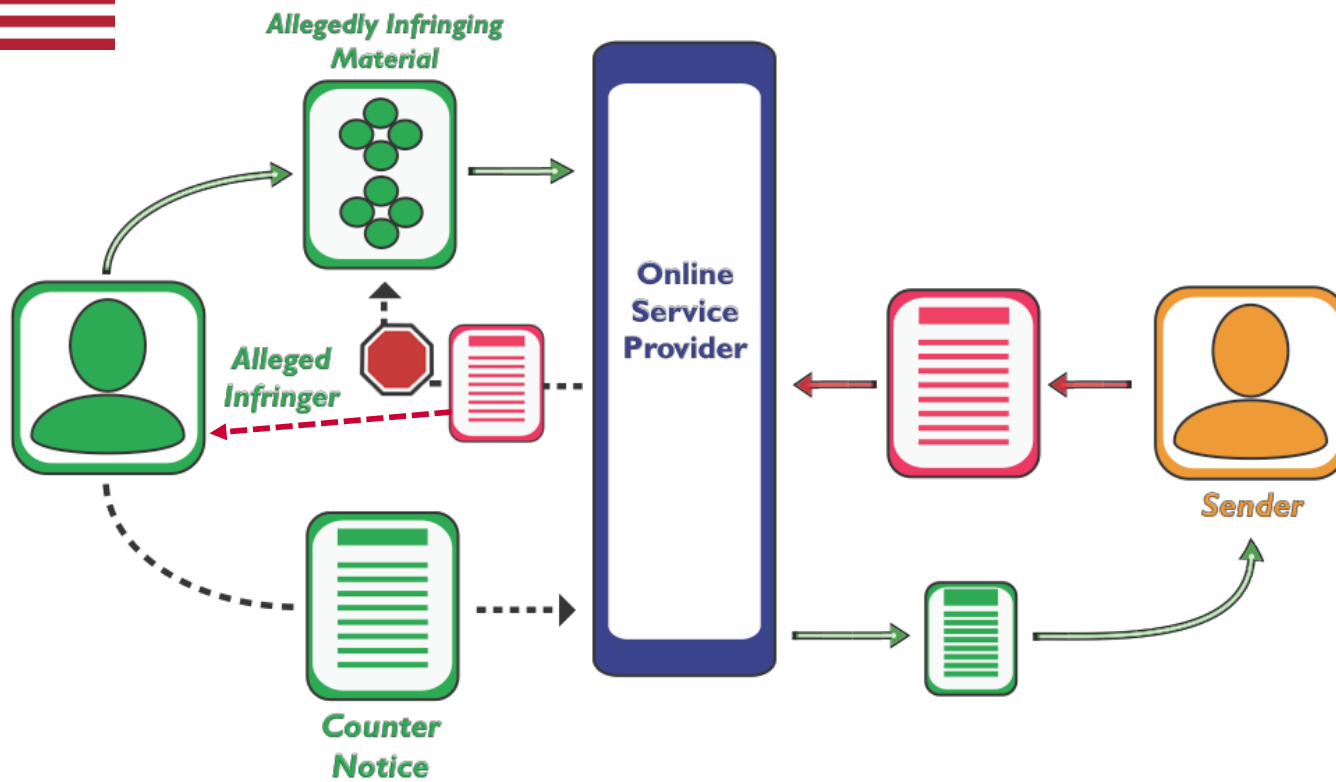 Allegedly Infringing
Material
Online
Service
Provider
Alleged
Infringer
Sender
Counter
Notice